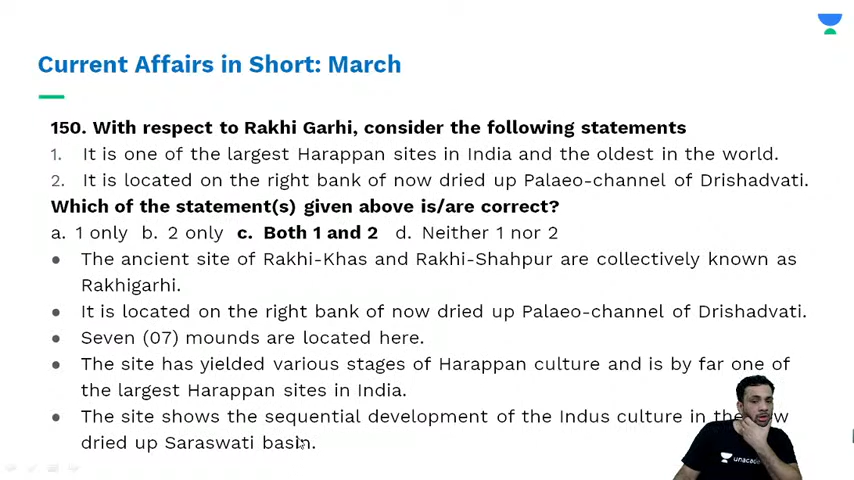 Current Affairs in Short: March
150. With respect to Rakhi Garhi, consider the following statements
1. It is one of the largest Harappan sites in India and the oldest in the world.
2. It is located on the right bank of now dried up Palaeo-channel of Drishadvati.
Which of the statement(s) given above is/are correct?
a. 1 only b. 2 only c. Both 1 and 2 d. Neither 1 nor 2
● The ancient site of Rakhi-Khas and Rakhi-Shahpur are collectively known as
Rakhigarhi.
● It is located on the right bank of now dried up Palaeo-channel of Drishadvati.
● Seven (07) mounds are located here.
● The site has yielded various stages of Harappan culture and is by far one of
the largest Harappan sites in India.
● The site shows the sequential development of the Indus culture in the
dried up Saraswati basin.